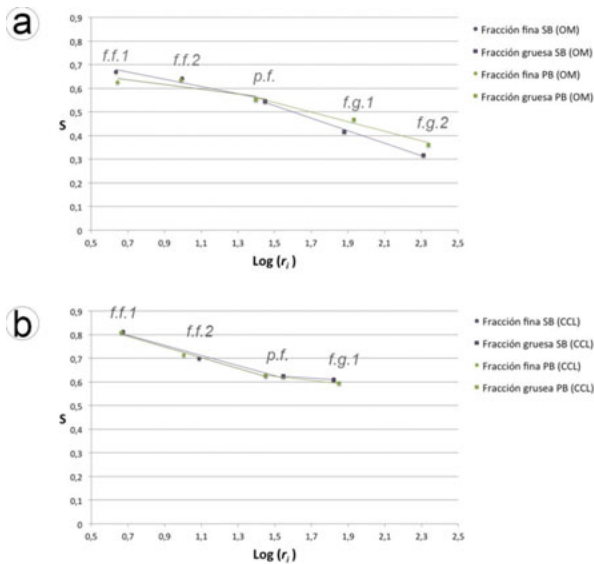 a
0,9
0,8
0,7
0,6
0,5
0,4
0,3
0,2
0,1
0
S
f.f.1
f.f.2
p.f.
f.g.1
f.g.2
0,5 0,7 0,9 1,1 1,3 1,5 1,7 1,9 2,1 2,3 2,5
Log (ri)
Fracción fina SB (OM)
Fracción gruesa SB (OM)
Fracción fina PB (OM)
Fracción gruesa PB (OM)
b
0,9
0,8
0,7
0,6
0,5
0,4
0,3
0,2
0,1
0
S
f.f.1
f.f.2
p.f.
f.g.1
0,5 0,7 0,9 1,1 1,3 1,5 1,7 1,9 2,1 2,3 2,5
Log (ri)
Fracción fina SB (CCL)
Fracción gruesa SB (CCL)
Fracción fina PB (CCL)
Fracción grusea PB (CCL)